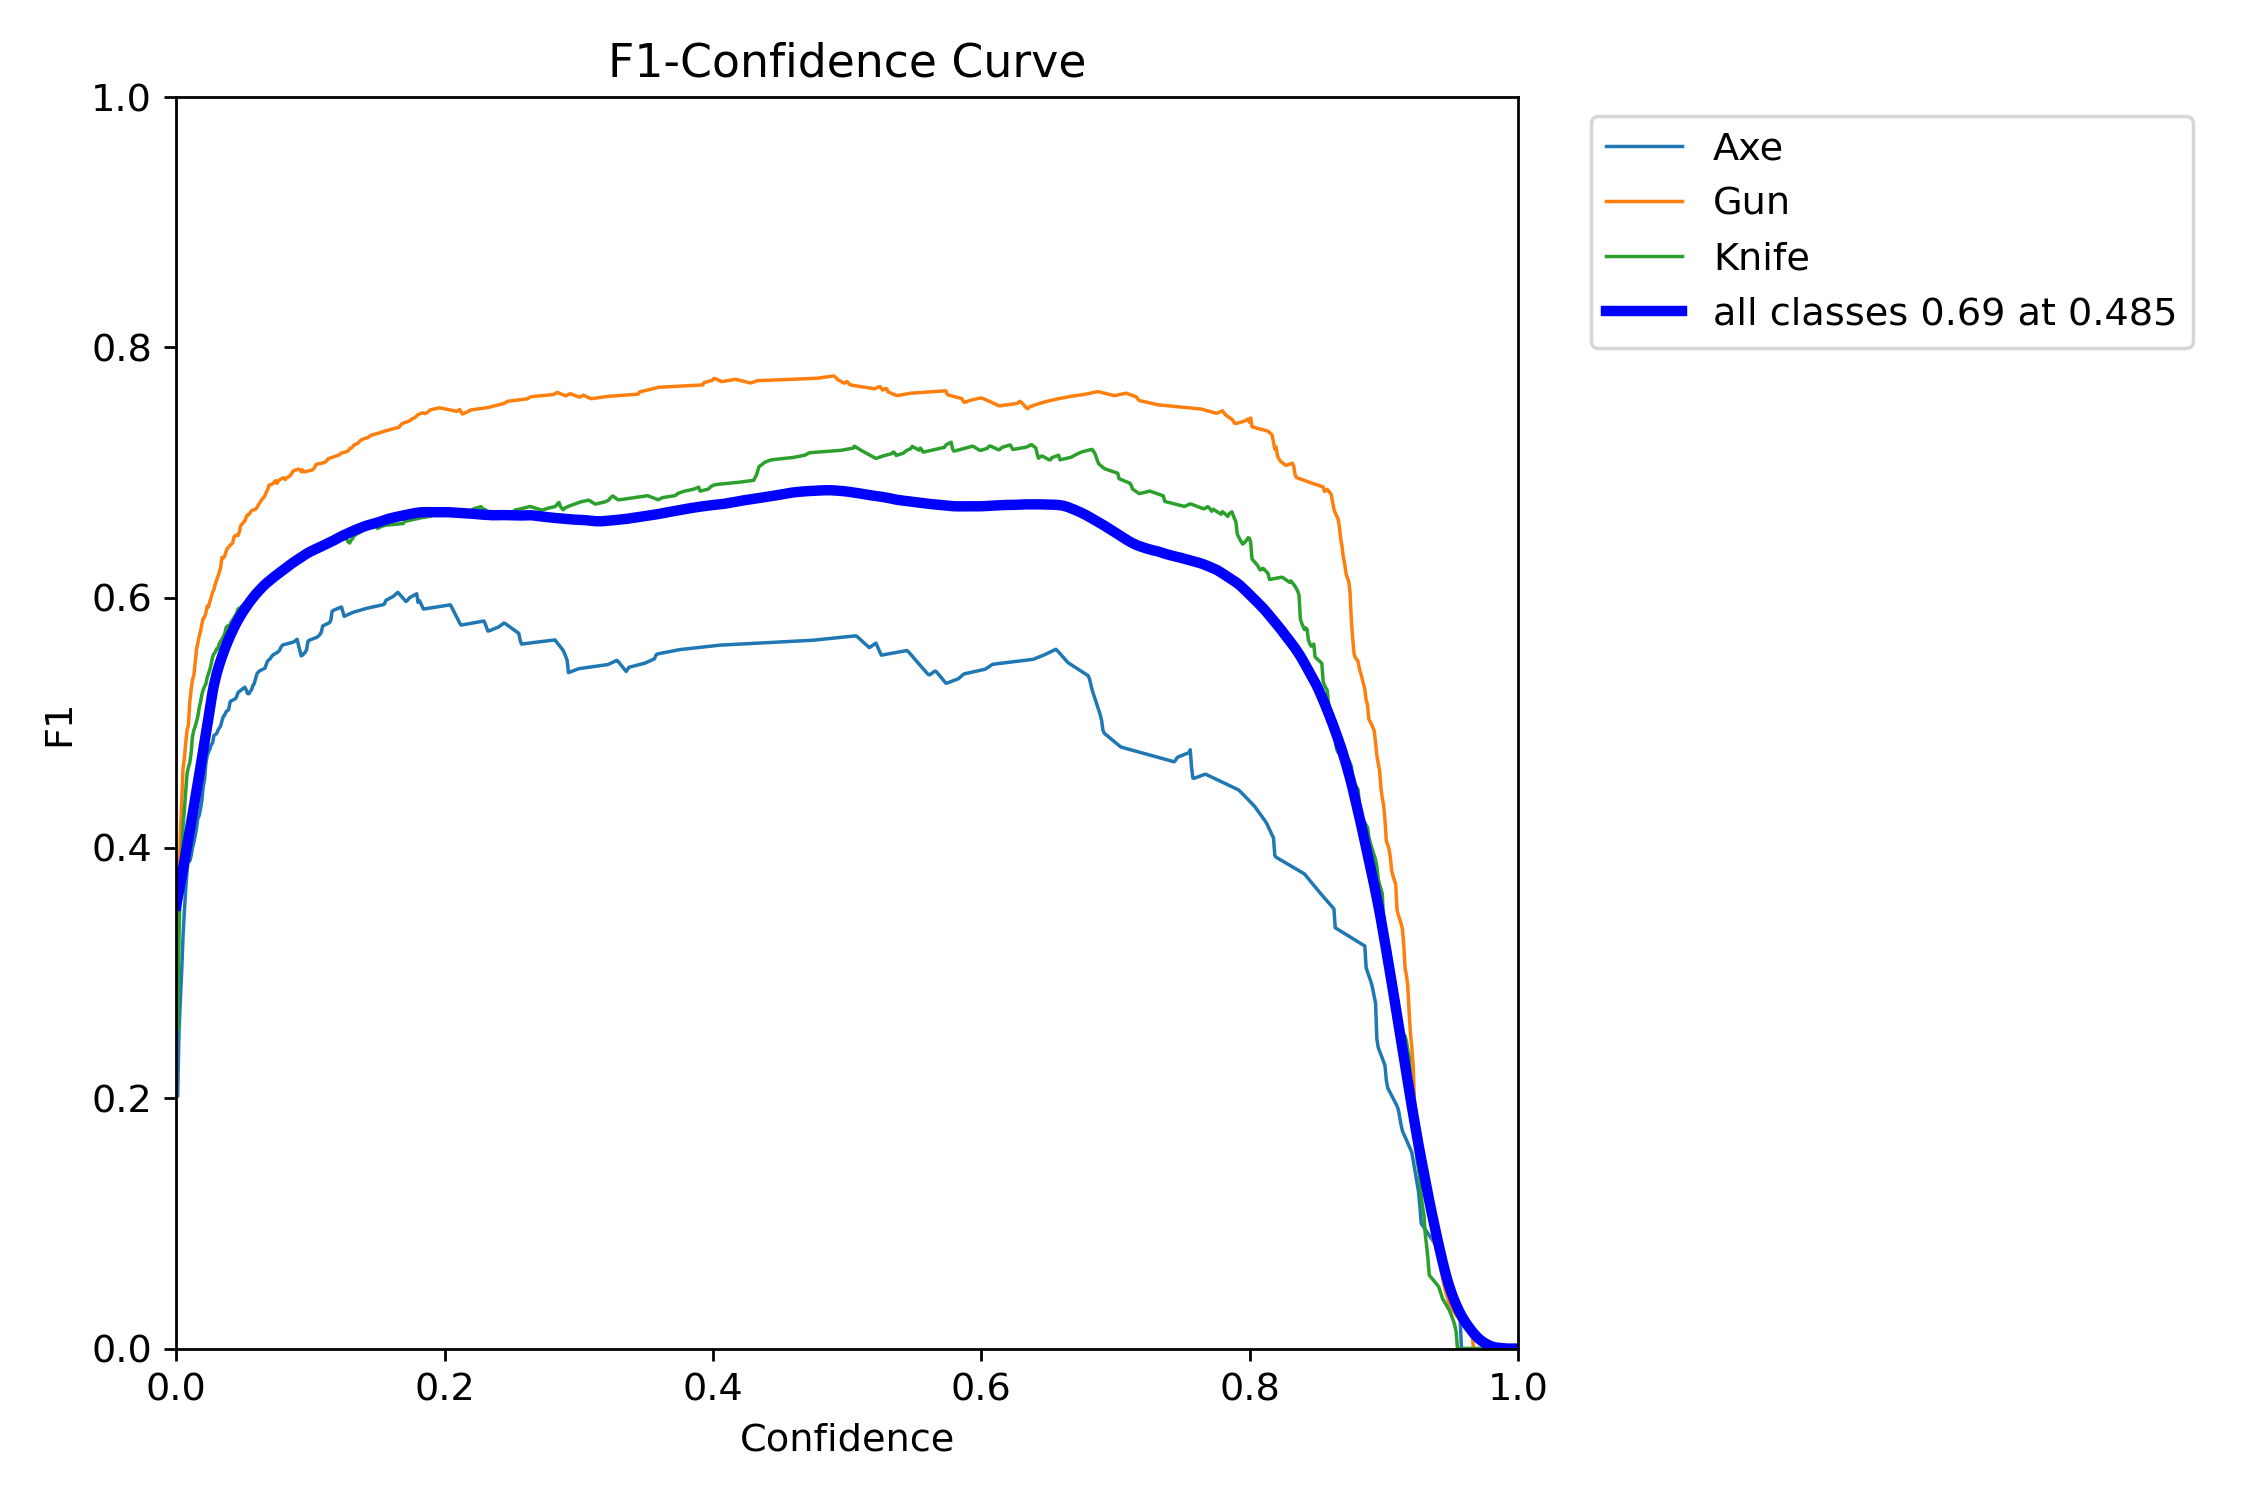 F1-Confidence Curve
1.0
0.8
0.6
0.4
0.2
0.0
F1
0.0 0.2 0.4 0.6 0.8 1.0
Confidence
Axe
Gun
Knife
all classes 0.69 at 0.485